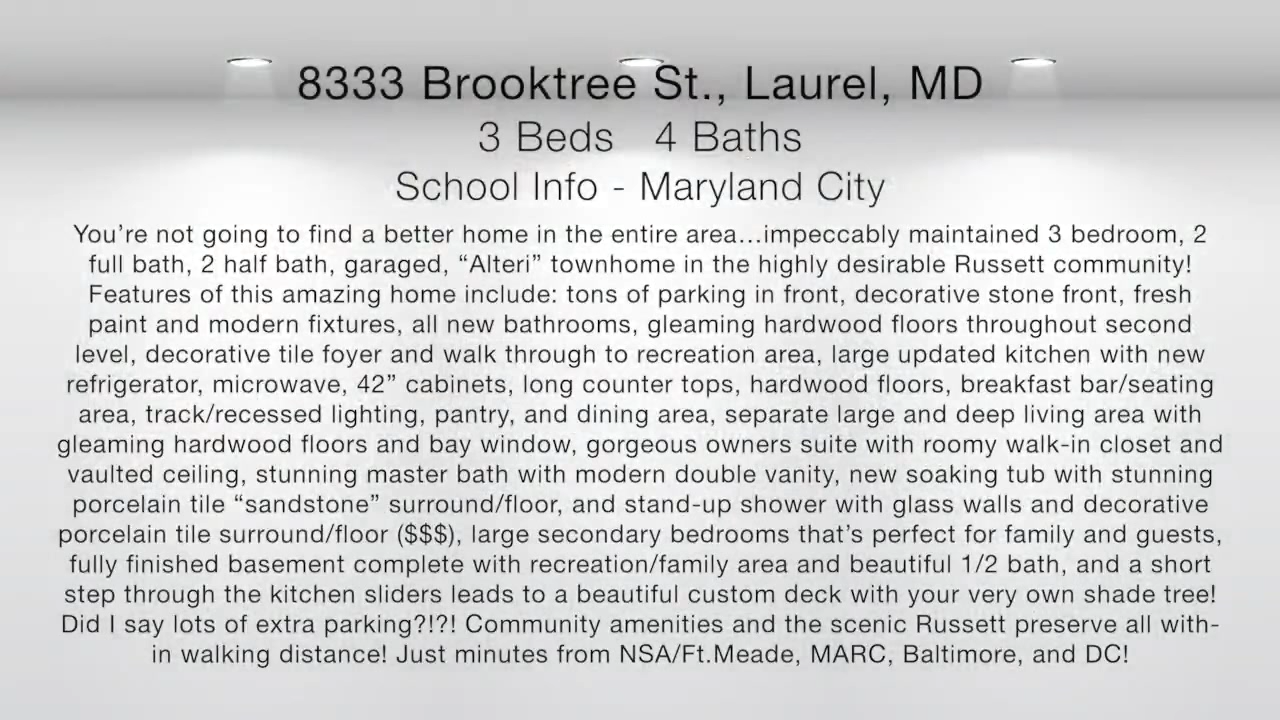 8333 Brooktree St., Laurel, MD
3 Beds   4 Baths
School Info - Maryland City
You’re not going to find a better home in the entire area…impeccably maintained 3 bedroom, 2
full bath, 2 half bath, garaged, “Alteri” townhome in the highly desirable Russett community!
Features of this amazing home include: tons of parking in front, decorative stone front, fresh
paint and modern fixtures, all new bathrooms, gleaming hardwood floors throughout second
level, decorative tile foyer and walk through to recreation area, large updated kitchen with new
refrigerator, microwave, 42” cabinets, long counter tops, hardwood floors, breakfast bar/seating
area, track/recessed lighting, pantry, and dining area, separate large and deep living area with
gleaming hardwood floors and bay window, gorgeous owners suite with roomy walk-in closet and
vaulted ceiling, stunning master bath with modern double vanity, new soaking tub with stunning
porcelain tile “sandstone” surround/floor, and stand-up shower with glass walls and decorative
porcelain tile surround/floor ($$$), large secondary bedrooms that’s perfect for family and guests,
fully finished basement complete with recreation/family area and beautiful 1/2 bath, and a short
step through the kitchen sliders leads to a beautiful custom deck with your very own shade tree!
Did I say lots of extra parking?!?! Community amenities and the scenic Russett preserve all with-
in walking distance! Just minutes from NSA/Ft.Meade, MARC, Baltimore, and DC!